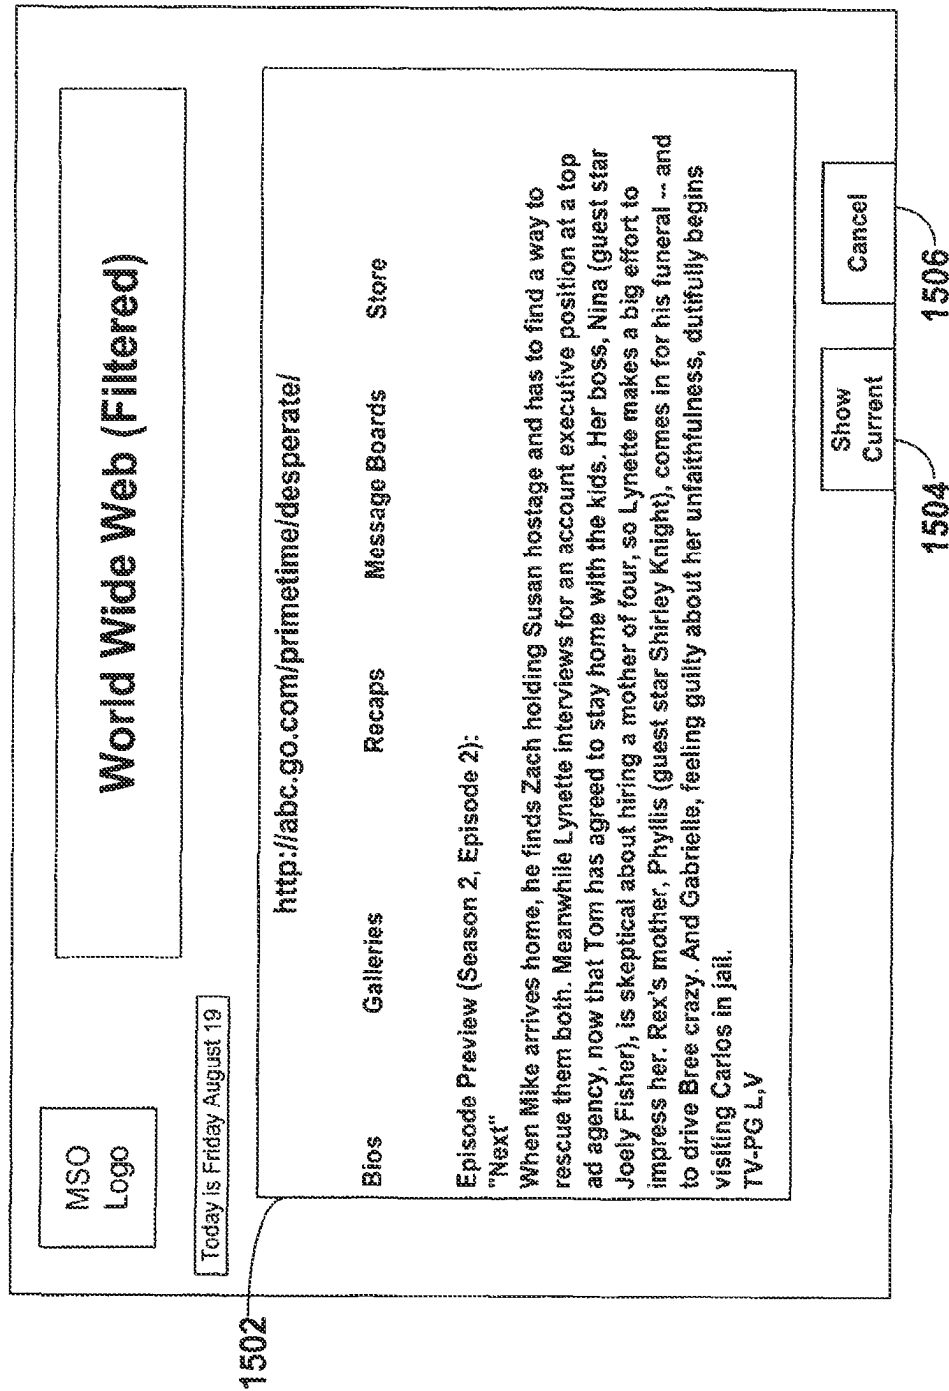 MSO
Logo
World Wide Web (Filtered)
Today is Friday August 19
1502
http://abc.go.com/primetime/desperate/
Bios Galleries Recaps Message Boards Store
Episode Preview (Season 2, Episode 2):
"Next"
When Mike arrives home, he finds Zach holding Susan hostage and has to find a way to
rescue them both. Meanwhile Lynette interviews for an account executive position at a top
ad agency, now that Tom has agreed to stay home with the kids. Her boss, Nina (guest star
Joely Fisher), is skeptical about hiring a mother of four, so Lynette makes a big effort to
impress her. Rex's mother, Phyllis (guest star Shirley Knight), comes in for his funeral -- and
to drive Bree crazy. And Gabrielle, feeling guilty about her unfaithfulness, dutifully begins
visiting Carlos in jail.
TV-PG L,V
Show
Current
Cancel
1504
1506